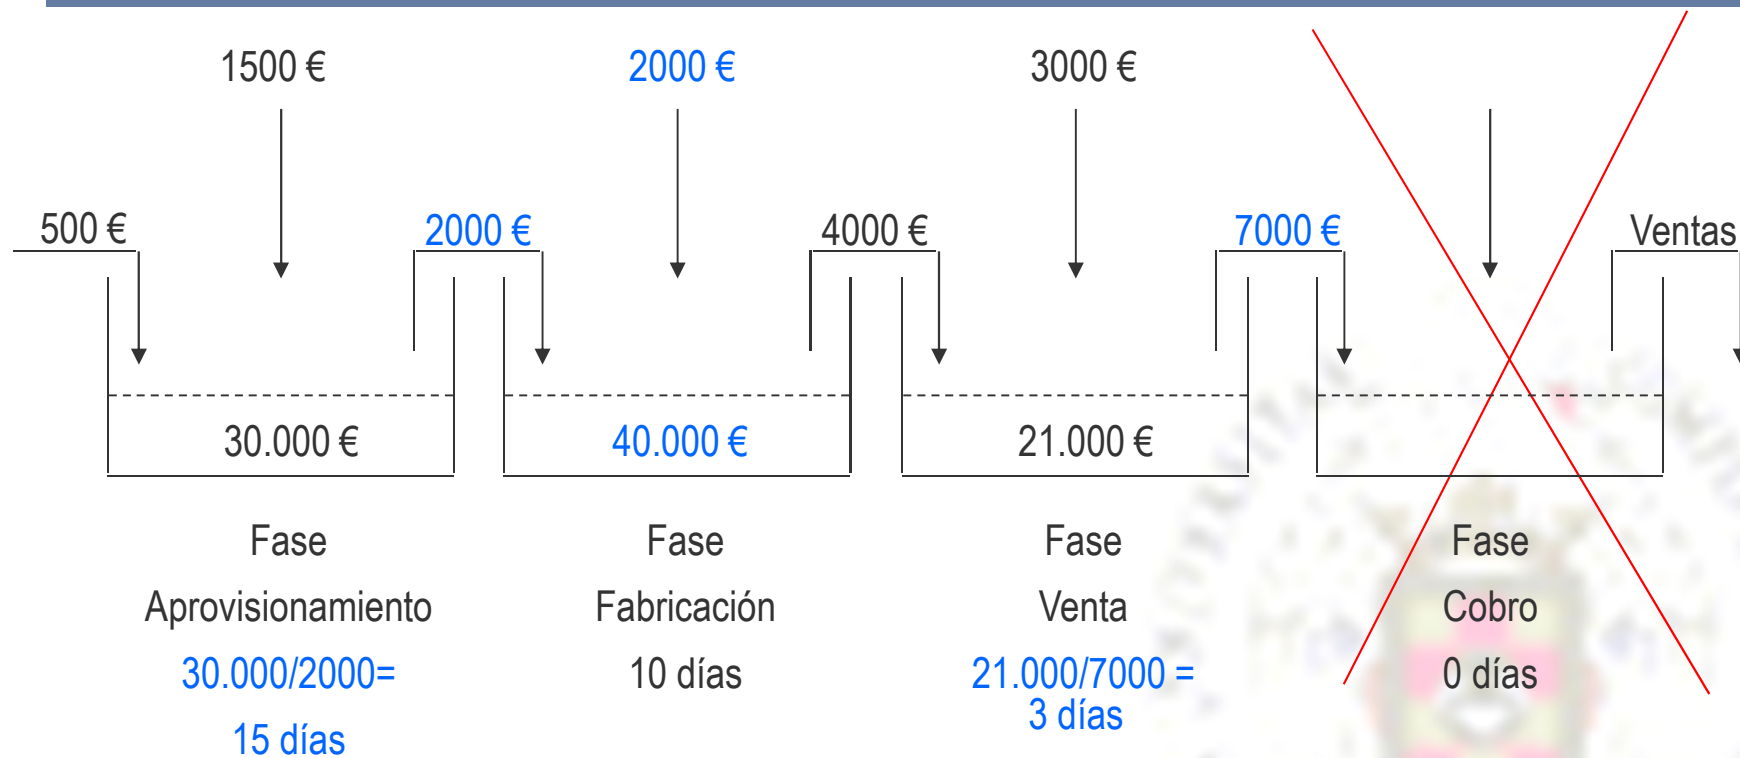 1500 €
2000 €
3000 €
500 €
2000 €
4000 €
7000 €
Ventas
30.000 €
40.000 €
21.000 €
Fase
Aprovisionamiento
30.000/2000=
15 días
Fase
Fabricación
10 días
Fase
Venta
21.000/7000 =
3 días
Fase
Cobro
0 días